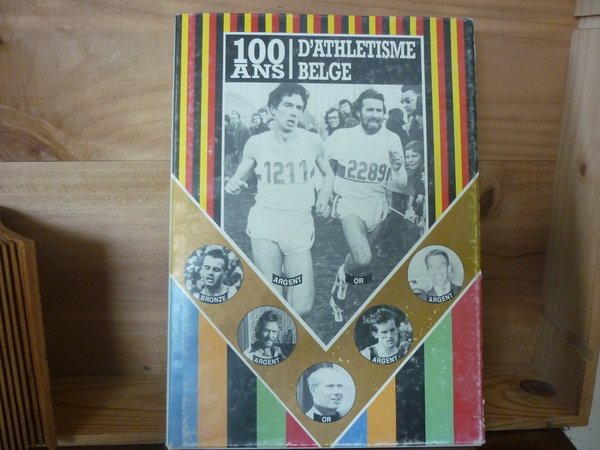 100 ANS
D'ATHLETISME
BELGE
1211
2289
ARGENT
OR
BRONZE
ARGENT
ARGENT
ARGENT
OR